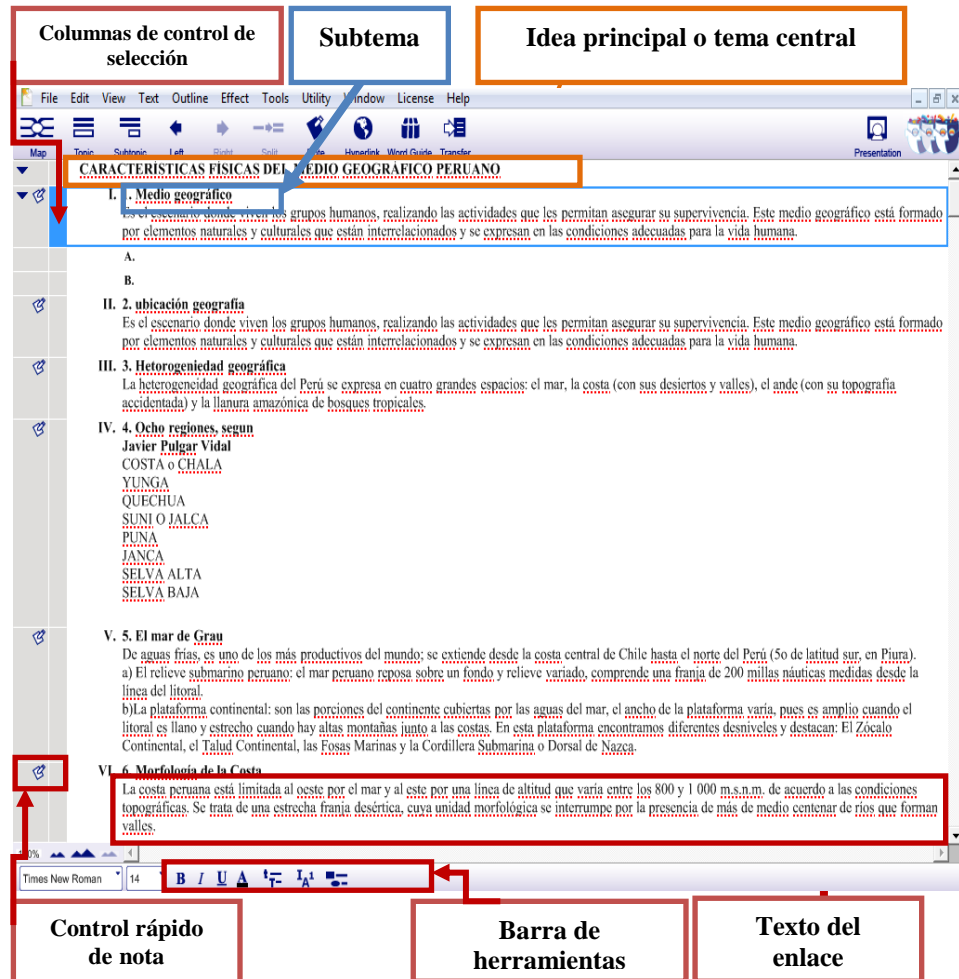 Columnas de control de
selección
Subtema
Idea principal o tema central
File Edit View Text Outline Effect Tools Utility Window License Help
Map Topic Subtopic Left Right Split Note Hyperlink Word Guide Transfer Presentation
CARACTERÍSTICAS FÍSICAS DEL MEDIO GEOGRÁFICO PERUANO
I. 1. Medio geográfico
Es el escenario donde viven los grupos humanos, realizando las actividades que les permitan asegurar su supervivencia. Este medio geográfico está formado
por elementos naturales y culturales que están interrelacionados y se expresan en las condiciones adecuadas para la vida humana.
A.
B.
II. 2. ubicación geografía
Es el escenario donde viven los grupos humanos, realizando las actividades que les permitan asegurar su supervivencia. Este medio geográfico está formado
por elementos naturales y culturales que están interrelacionados y se expresan en las condiciones adecuadas para la vida humana.
III. 3. Hetorogeniedad geográfica
La heterogeneidad geográfica del Perú se expresa en cuatro grandes espacios: el mar, la costa (con sus desiertos y valles), el ande (con su topografía
accidentada) y la llanura amazónica de bosques tropicales.
IV. 4. Ocho regiones, segun
Javier Pulgar Vidal
COSTA o CHALA
YUNGA
QUECHUA
SUNI O JALCA
PUNA
JANCA
SELVA ALTA
SELVA BAJA
V. 5. El mar de Grau
De aguas frías, es uno de los más productivos del mundo; se extiende desde la costa central de Chile hasta el norte del Perú (5o de latitud sur, en Piura).
a) El relieve submarino peruano: el mar peruano reposa sobre un fondo y relieve variado, comprende una franja de 200 millas náuticas medidas desde la
linea del litoral.
b)La plataforma continental: son las porciones del continente cubiertas por las aguas del mar, el ancho de la plataforma varia, pues es amplio cuando el
litoral es llano y estrecho cuando hay altas montañas junto a las costas. En esta plataforma encontramos diferentes desniveles y destacan: El Zócalo
Continental, el Talud Continental, las Fosas Marinas y la Cordillera Submarina o Dorsal de Nazca.
VI. 6. Morfología de la Costa
La costa peruana está limitada al oeste por el mar y al este por una linea de altitud que varia entre los 800 y 1 000 m.s.n.m. de acuerdo a las condiciones
topográficas. Se trata de una estrecha franja desértica, cuya unidad morfológica se interrumpe por la presencia de más de medio centenar de rios que forman
valles.
Times New Roman 14 B I U A
Control rápido
de nota
Barra de
herramientas
Texto del
enlace